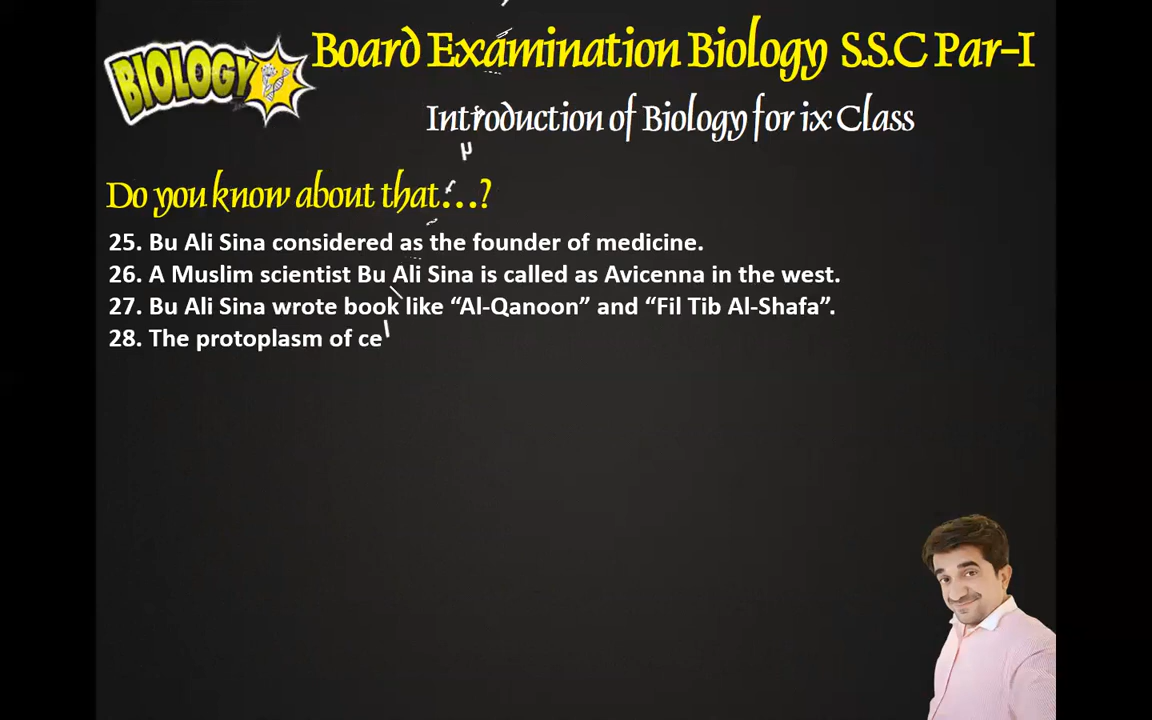 BIOLOGY
Board Examination Biology S.S.C Par-I
Introduction of Biology for ix Class
Do you know about that…?
25. Bu Ali Sina considered as the founder of medicine.
26. A Muslim scientist Bu Ali Sina is called as Avicenna in the west.
27. Bu Ali Sina wrote book like “Al-Qanoon” and “Fil Tib Al-Shafa”.
28. The protoplasm of ce